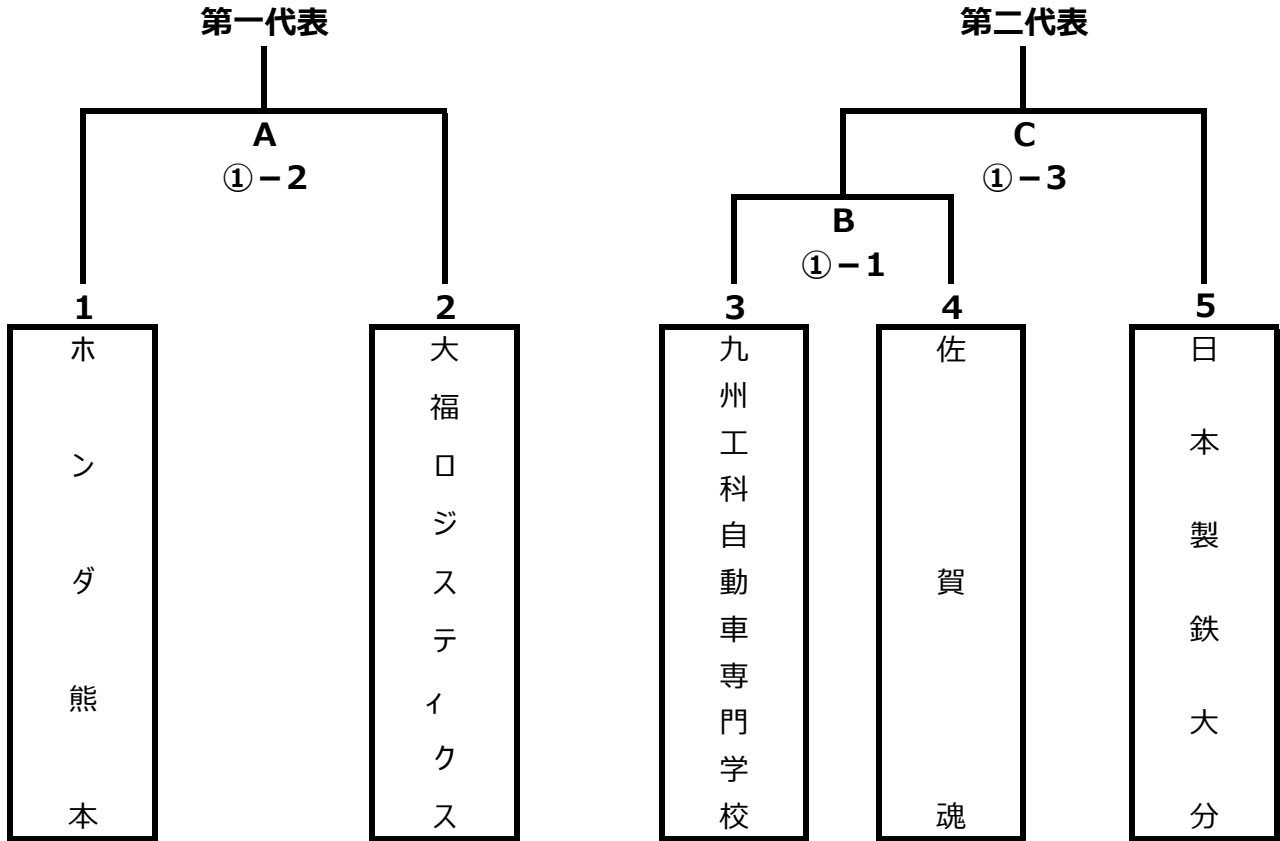 第一代表
第二代表
A
①－2
C
①－3
B
①－1
1
2
3
4
5
ホンダ熊本
大福ロジスティクス
九州工科自動車専門学校
佐賀魂
日本製鉄大分